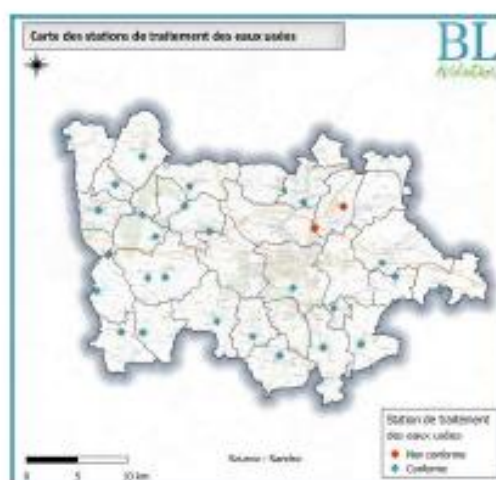 Carte des stations de traitement des eaux usées
BL
Station de traitement
des eaux usées
Non conforme
Conforme
Source : Sandre
0 5 10 km